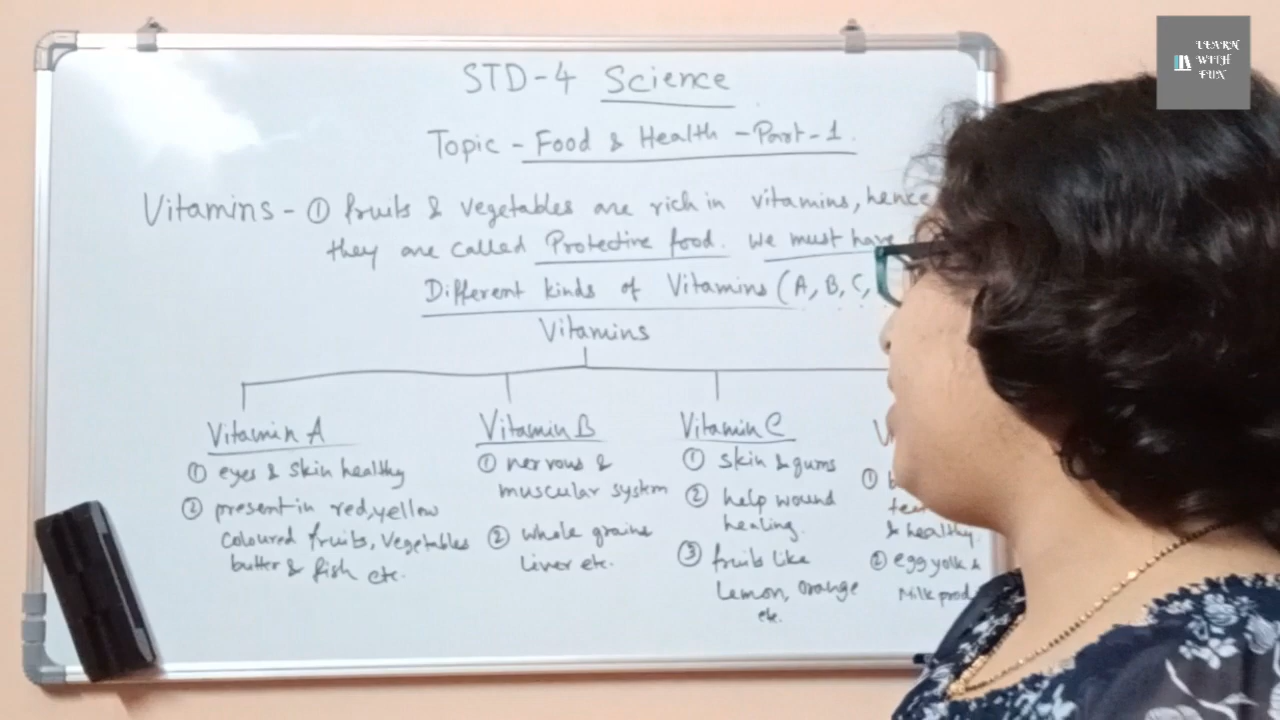 LEARN
WITH
FUN
STD-4 Science
Topic - Food & Health - Part-1.
Vitamins - ① fruits & vegetables are rich in vitamins, hence
they are called Protective food. We must have
Different kinds of Vitamins (A, B, C,
Vitamins
Vitamin A
① eyes & skin healthy
② present in red, yellow
coloured fruits, vegetables
butter & fish etc.
Vitamin B
① nervous &
muscular system
② whole grains
Liver etc.
Vitamin C
① skin & gums
② help wound
healing.
③ fruits like
Lemon, orange
etc.
①
& healthy.
② egg yolk &
Milk